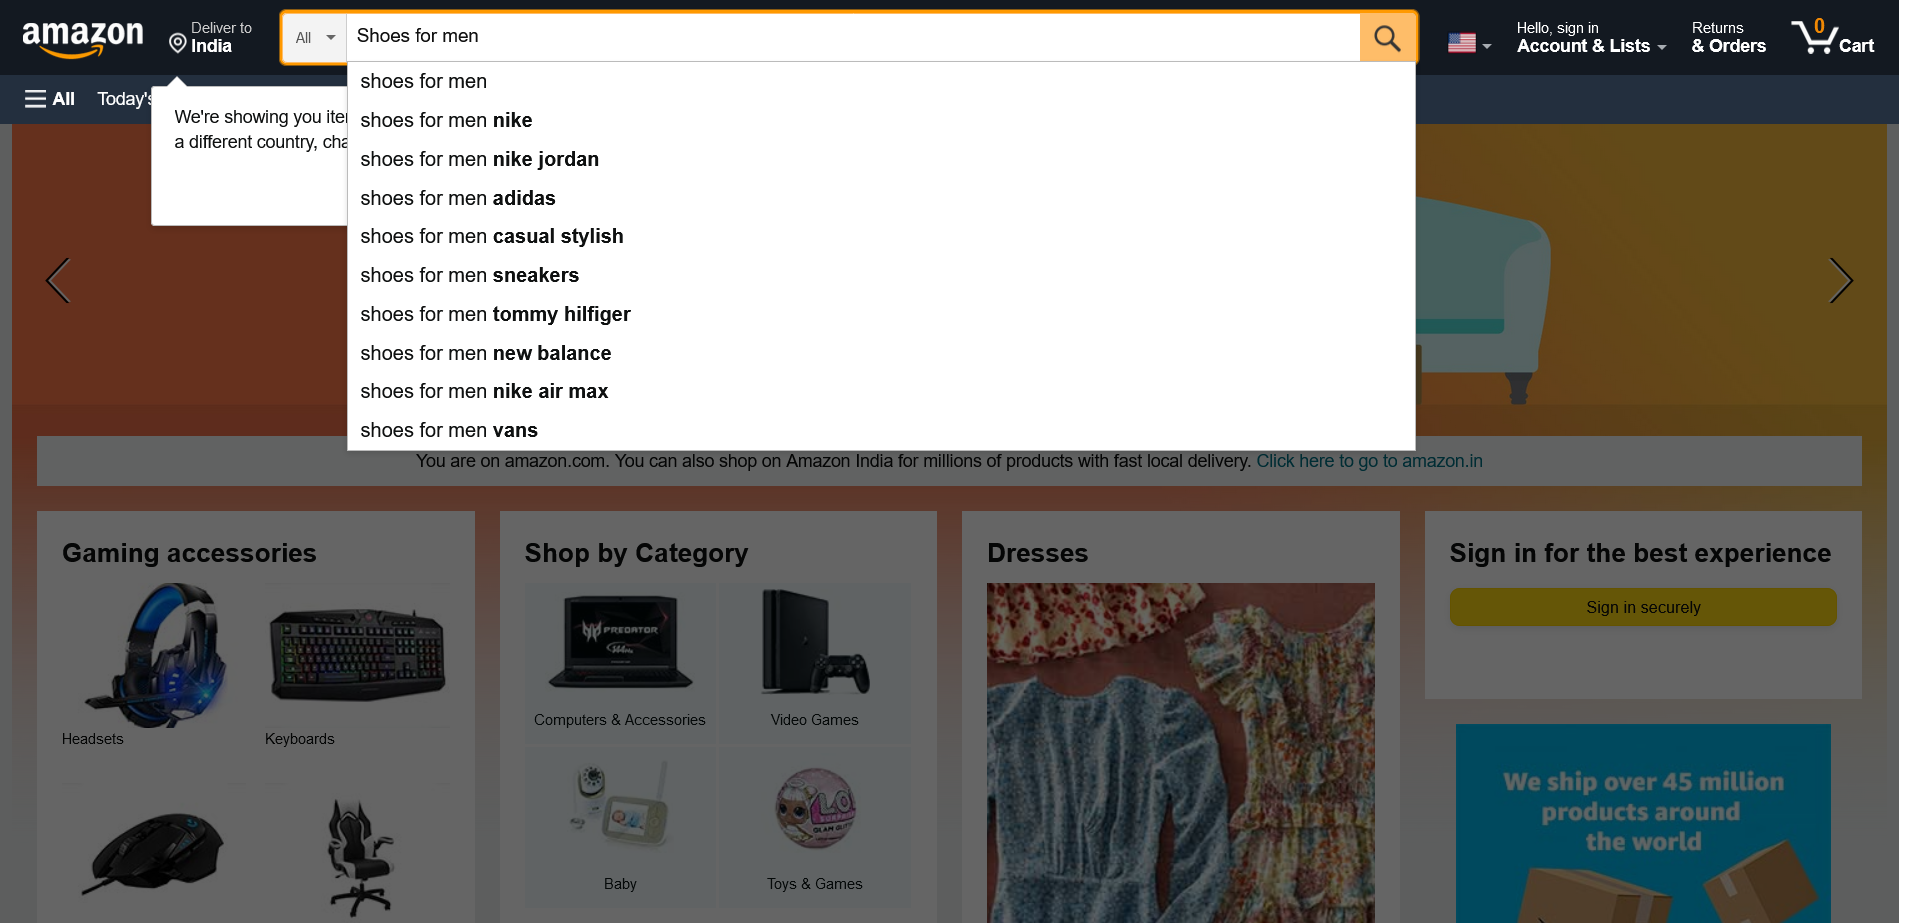 amazon
Deliver to
India
All
Shoes for men
Hello, sign in
Account & Lists
Returns
& Orders
0
Cart
All
Today's
We're showing you iter
a different country, cha
shoes for men
shoes for men nike
shoes for men nike jordan
shoes for men adidas
shoes for men casual stylish
shoes for men sneakers
shoes for men tommy hilfiger
shoes for men new balance
shoes for men nike air max
shoes for men vans
You are on amazon.com. You can also shop on Amazon India for millions of products with fast local delivery. Click here to go to amazon.in
Gaming accessories
Headsets
Keyboards
Shop by Category
PREDATOR
144Hz
Computers & Accessories
Video Games
Baby
L.O.
SURPRISE
GLAM GLITTER
Toys & Games
Dresses
Sign in for the best experience
Sign in securely
We ship over 45 million
products around
the world